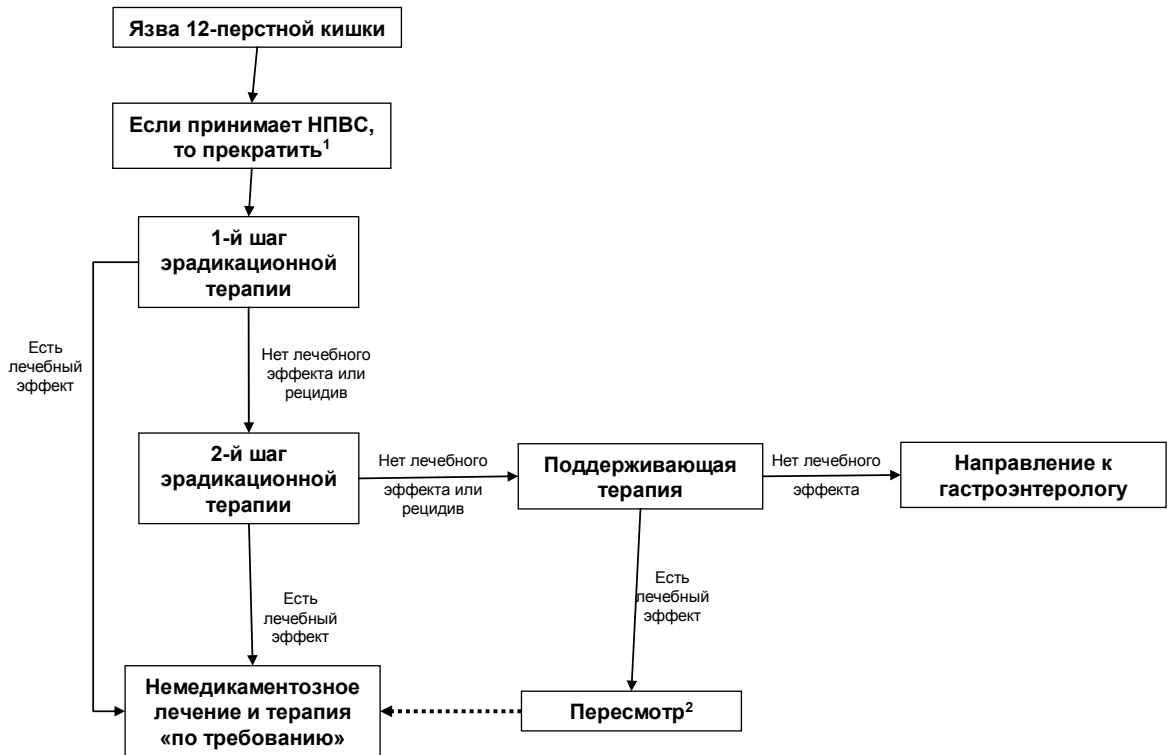 Язва 12-перстной кишки
Если принимает НПВС,
то прекратить¹
1-й шаг
эрадикационной
терапии
Есть
лечебный
эффект
Нет лечебного
эффекта или
рецидив
2-й шаг
эрадикационной
терапии
Нет лечебного
эффекта или
рецидив
Поддерживающая
терапия
Нет лечебного
эффекта
Направление к
гастроэнтерологу
Есть
лечебный
эффект
Есть
лечебный
эффект
Немедикаментозное
лечение и терапия
«по требованию»
Пересмотр²